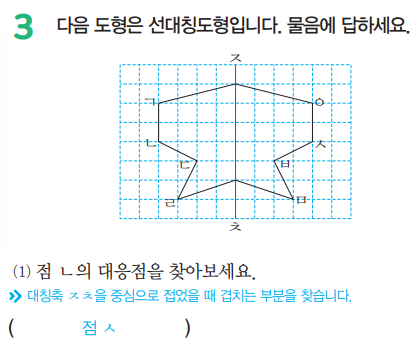 3 다음 도형은 선대칭도형입니다. 물음에 답하세요.
ㅈ
ㄱ ㅇ
ㄴ ㅅ
ㄷ ㅂ
ㄹ ㅁ
ㅊ
(1) 점 ㄴ의 대응점을 찾아보세요.
대칭축 ㅈㅊ을 중심으로 접었을 때 겹치는 부분을 찾습니다.
( 점 ㅅ )